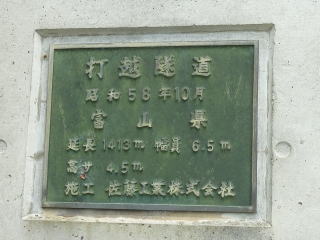 打越隧道
昭和58年10月
富山県
延長1413m 幅員6.5m
高サ 4.5m
施工 佐藤工業株式会社